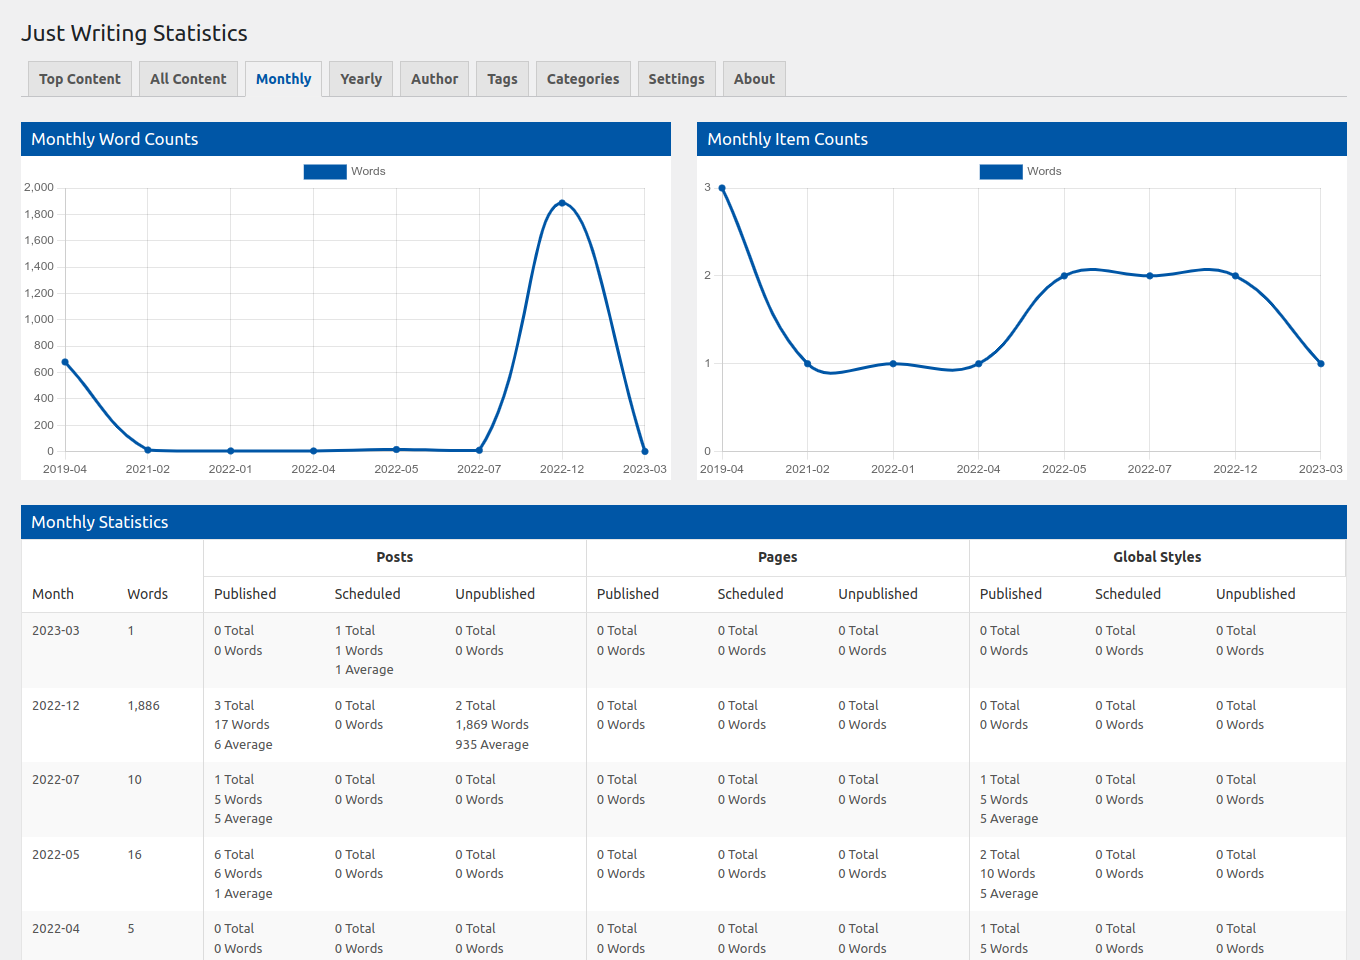 Just Writing Statistics
Top Content All Content Monthly Yearly Author Tags Categories Settings About
Monthly Word Counts
Words
2,000
1,800
1,600
1,400
1,200
1,000
800
600
400
200
0
2019-04 2021-02 2022-01 2022-04 2022-05 2022-07 2022-12 2023-03
Monthly Item Counts
Words
3
2
1
0
2019-04 2021-02 2022-01 2022-04 2022-05 2022-07 2022-12 2023-03
Monthly Statistics
Posts Pages Global Styles
Month Words Published Scheduled Unpublished Published Scheduled Unpublished Published Scheduled Unpublished
2023-03 1 0 Total 1 Total 0 Total 0 Total 0 Total 0 Total 0 Total 0 Total 0 Total
0 Words 1 Words 0 Words 0 Words 0 Words 0 Words 0 Words 0 Words 0 Words
1 Average
2022-12 1,886 3 Total 0 Total 2 Total 0 Total 0 Total 0 Total 0 Total 0 Total 0 Total
17 Words 0 Words 1,869 Words 0 Words 0 Words 0 Words 0 Words 0 Words 0 Words
6 Average 935 Average
2022-07 10 1 Total 0 Total 0 Total 0 Total 0 Total 0 Total 1 Total 0 Total 0 Total
5 Words 0 Words 0 Words 0 Words 0 Words 0 Words 5 Words 0 Words 0 Words
5 Average 5 Average
2022-05 16 6 Total 0 Total 0 Total 0 Total 0 Total 0 Total 2 Total 0 Total 0 Total
6 Words 0 Words 0 Words 0 Words 0 Words 0 Words 10 Words 0 Words 0 Words
1 Average 5 Average
2022-04 5 0 Total 0 Total 0 Total 0 Total 0 Total 0 Total 1 Total 0 Total 0 Total
0 Words 0 Words 0 Words 0 Words 0 Words 0 Words 5 Words 0 Words 0 Words